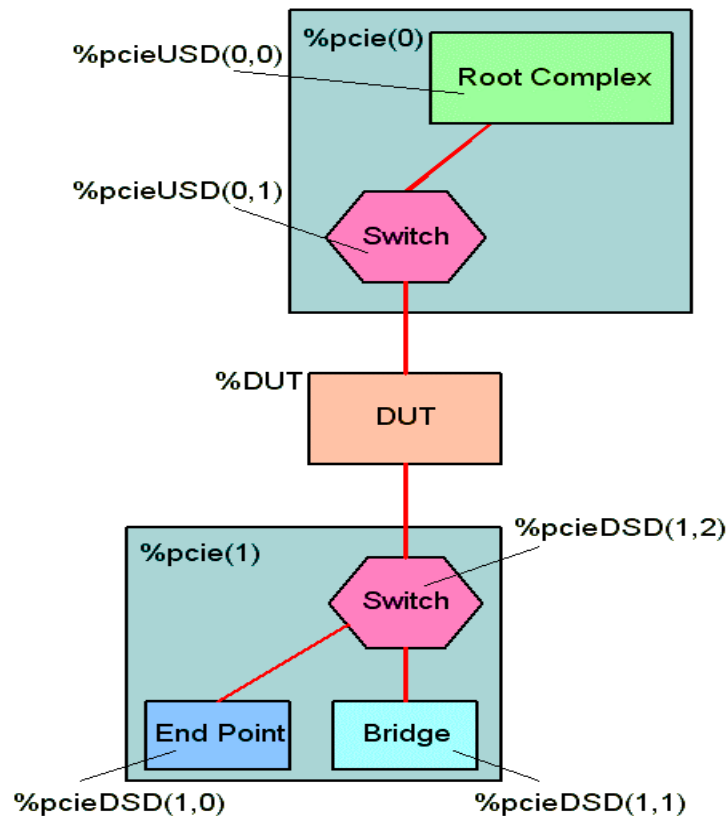 %pcie(0)
%pcieUSD(0,0)
Root Complex
%pcieUSD(0,1)
Switch
%DUT
DUT
%pcieDSD(1,2)
%pcie(1)
Switch
End Point
Bridge
%pcieDSD(1,0)
%pcieDSD(1,1)